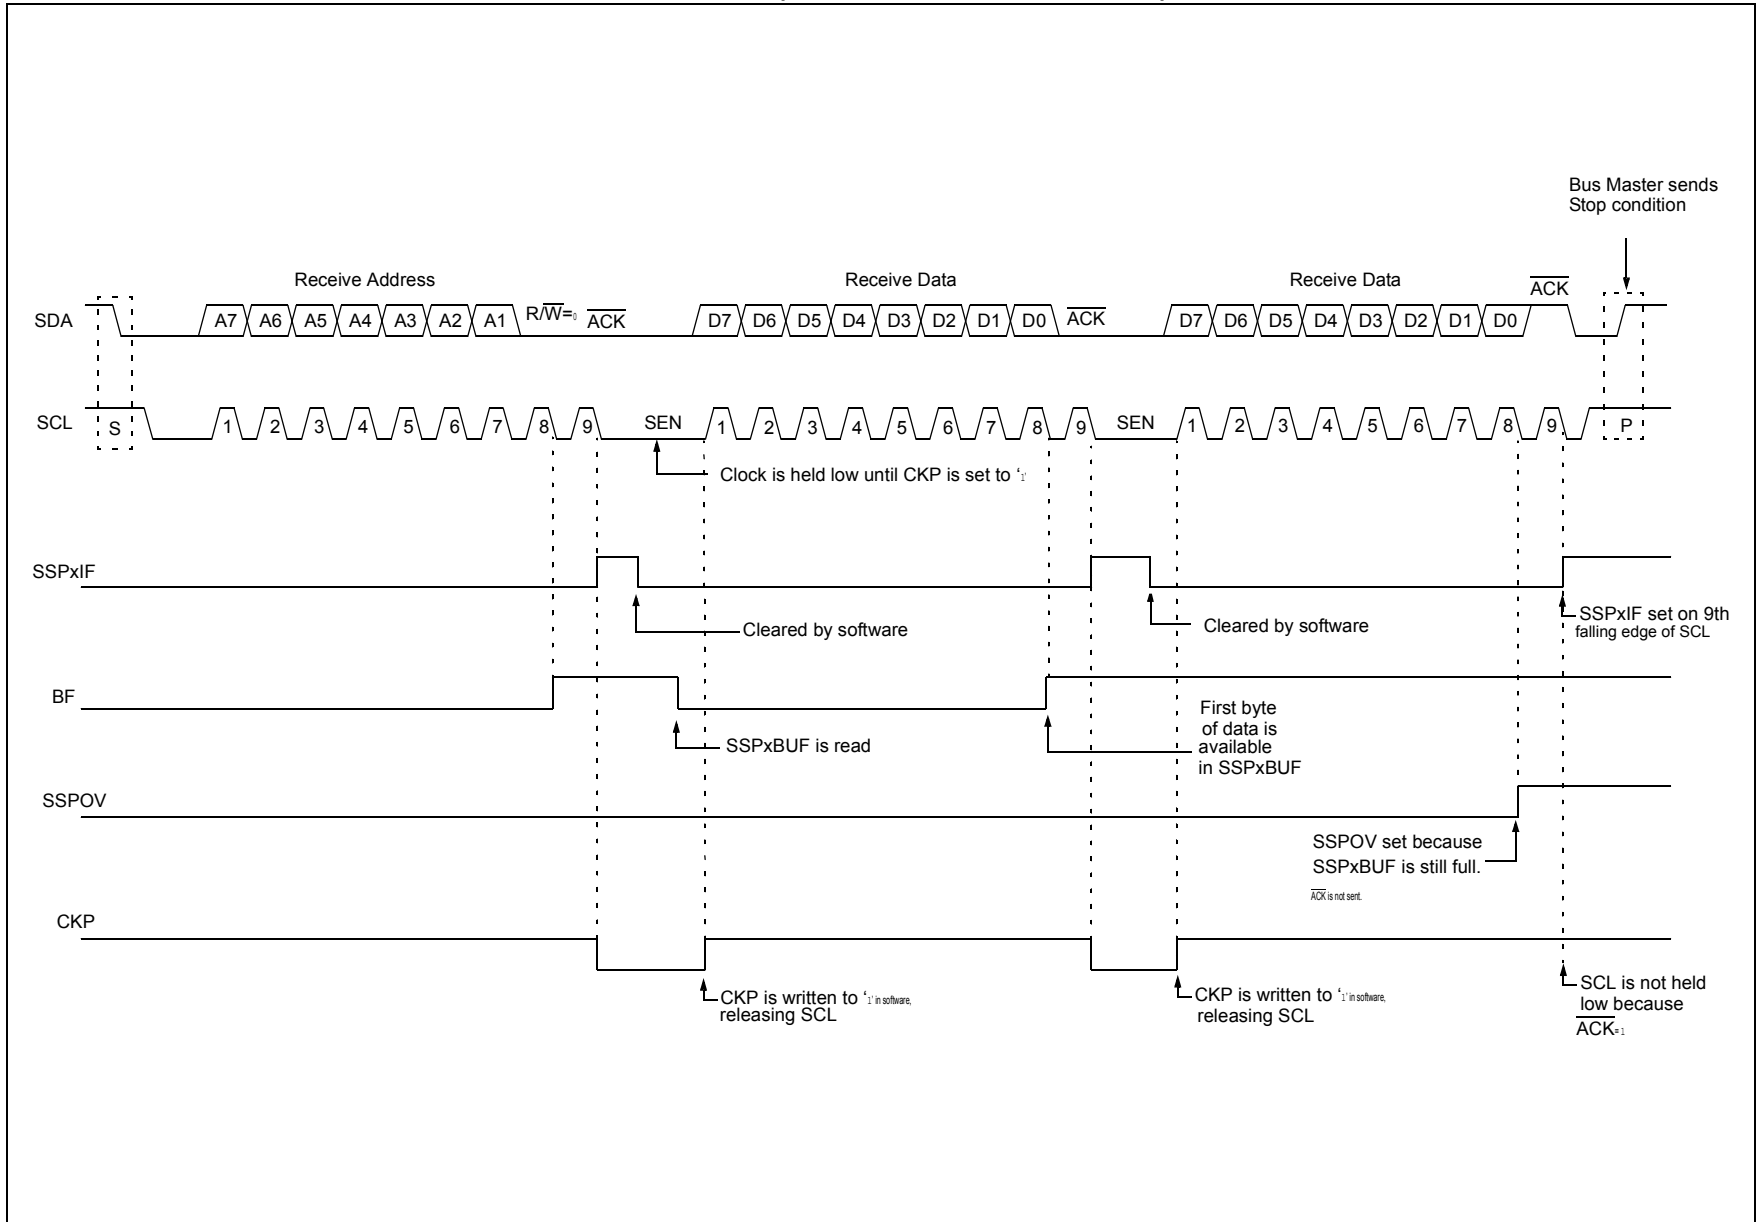 Bus Master sends
Stop condition
Receive Address
Receive Data
Receive Data
ACK
SDA
A7 A6 A5 A4 A3 A2 A1 R/W=0 ACK
D7 D6 D5 D4 D3 D2 D1 D0 ACK
D7 D6 D5 D4 D3 D2 D1 D0
SCL
S
1 2 3 4 5 6 7 8 9 SEN
1 2 3 4 5 6 7 8 9 SEN
1 2 3 4 5 6 7 8 9 P
Clock is held low until CKP is set to ‘1’
SSPxIF
Cleared by software
Cleared by software
SSPxIF set on 9th
falling edge of SCL
BF
SSPxBUF is read
First byte
of data is
available
in SSPxBUF
SSPOV
SSPOV set because
SSPxBUF is still full.
ACK is not sent.
CKP
CKP is written to ‘1’ in software,
releasing SCL
CKP is written to ‘1’ in software,
releasing SCL
SCL is not held
low because
ACK= 1